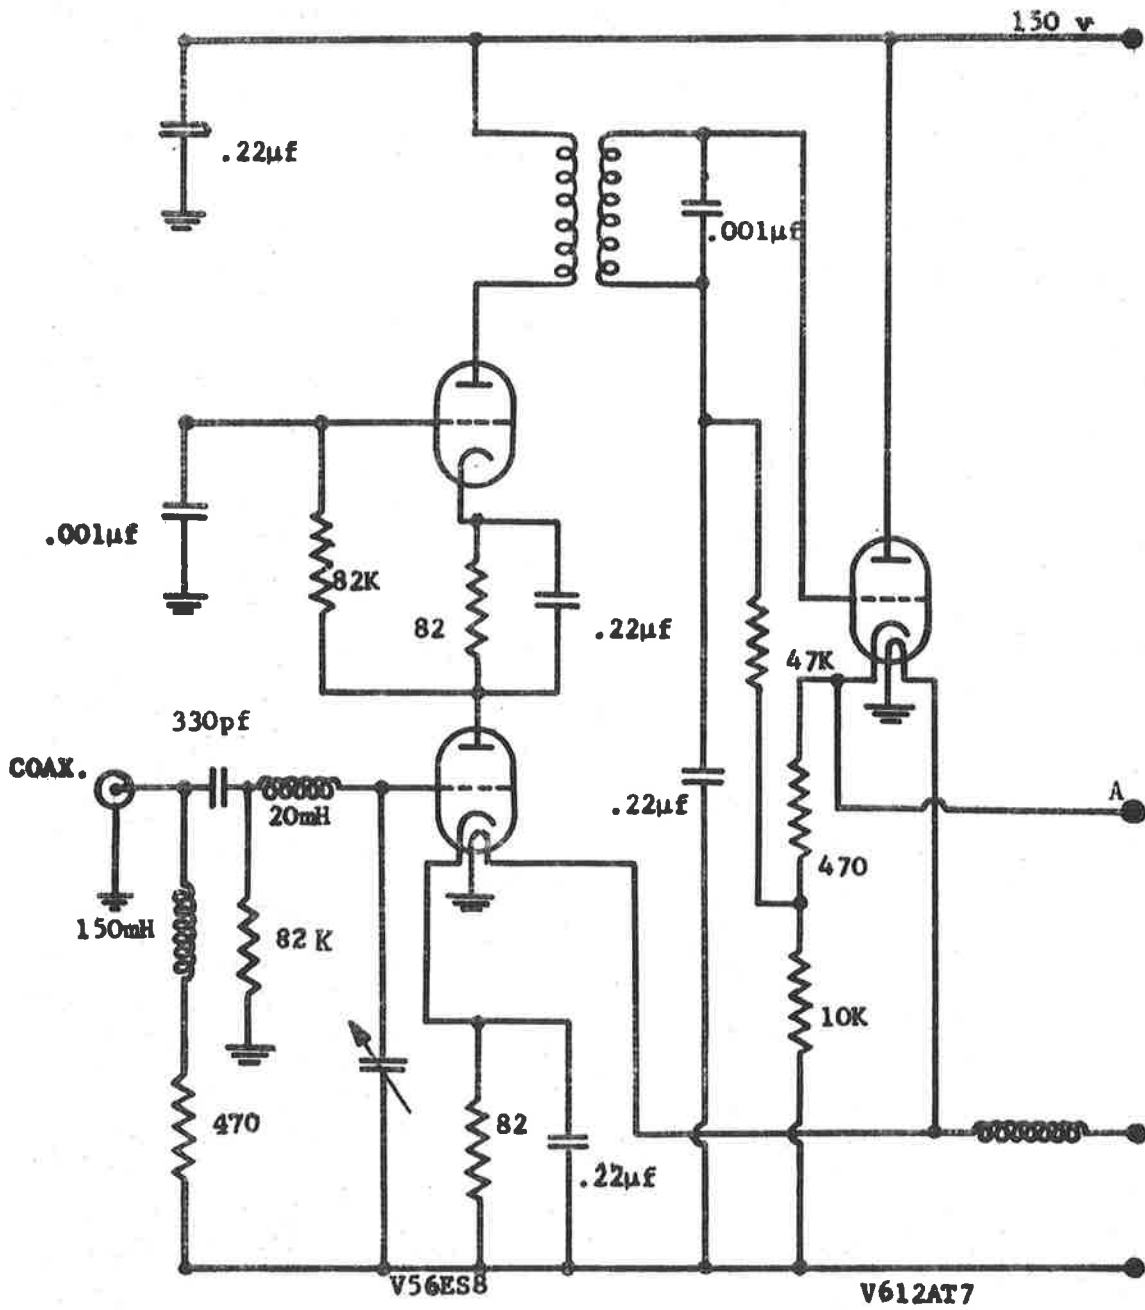 150 v
.22µf
.001µf
.001µf
82K
82
.22µf
47K
330pf
COAX.
20mH
.22µf
A
470
150mH
82 K
10K
470
82
.22µf
V56ES8
V612AT7